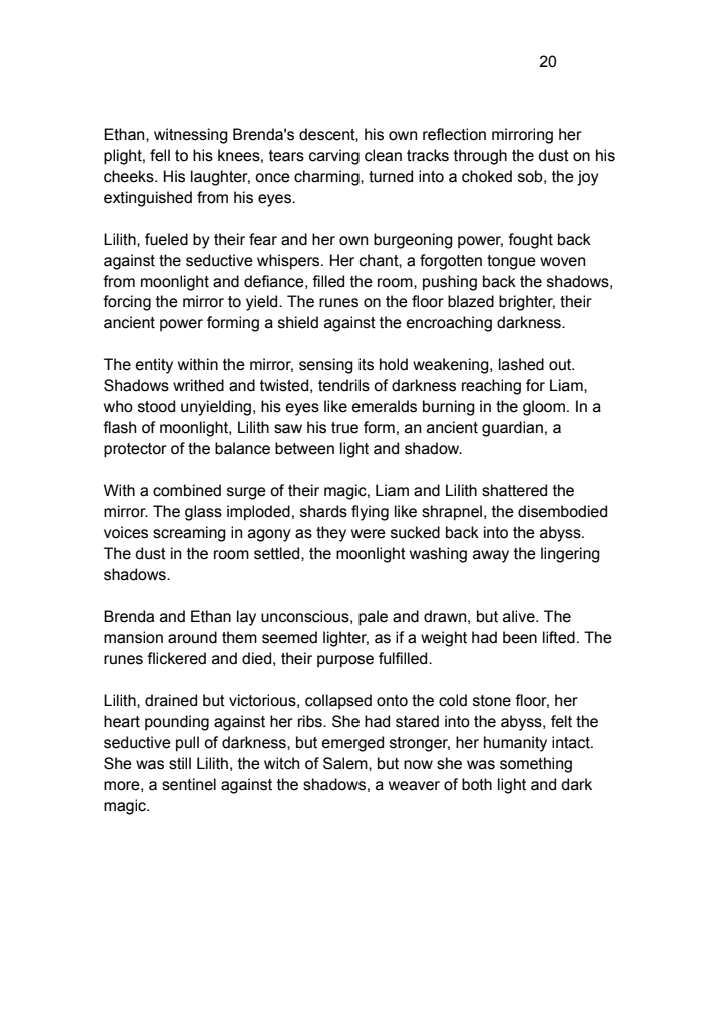 20
Ethan, witnessing Brenda's descent, his own reflection mirroring her
plight, fell to his knees, tears carving clean tracks through the dust on his
cheeks. His laughter, once charming, turned into a choked sob, the joy
extinguished from his eyes.
Lilith, fueled by their fear and her own burgeoning power, fought back
against the seductive whispers. Her chant, a forgotten tongue woven
from moonlight and defiance, filled the room, pushing back the shadows,
forcing the mirror to yield. The runes on the floor blazed brighter, their
ancient power forming a shield against the encroaching darkness.
The entity within the mirror, sensing its hold weakening, lashed out.
Shadows writhed and twisted, tendrils of darkness reaching for Liam,
who stood unyielding, his eyes like emeralds burning in the gloom. In a
flash of moonlight, Lilith saw his true form, an ancient guardian, a
protector of the balance between light and shadow.
With a combined surge of their magic, Liam and Lilith shattered the
mirror. The glass imploded, shards flying like shrapnel, the disembodied
voices screaming in agony as they were sucked back into the abyss.
The dust in the room settled, the moonlight washing away the lingering
shadows.
Brenda and Ethan lay unconscious, pale and drawn, but alive. The
mansion around them seemed lighter, as if a weight had been lifted. The
runes flickered and died, their purpose fulfilled.
Lilith, drained but victorious, collapsed onto the cold stone floor, her
heart pounding against her ribs. She had stared into the abyss, felt the
seductive pull of darkness, but emerged stronger, her humanity intact.
She was still Lilith, the witch of Salem, but now she was something
more, a sentinel against the shadows, a weaver of both light and dark
magic.